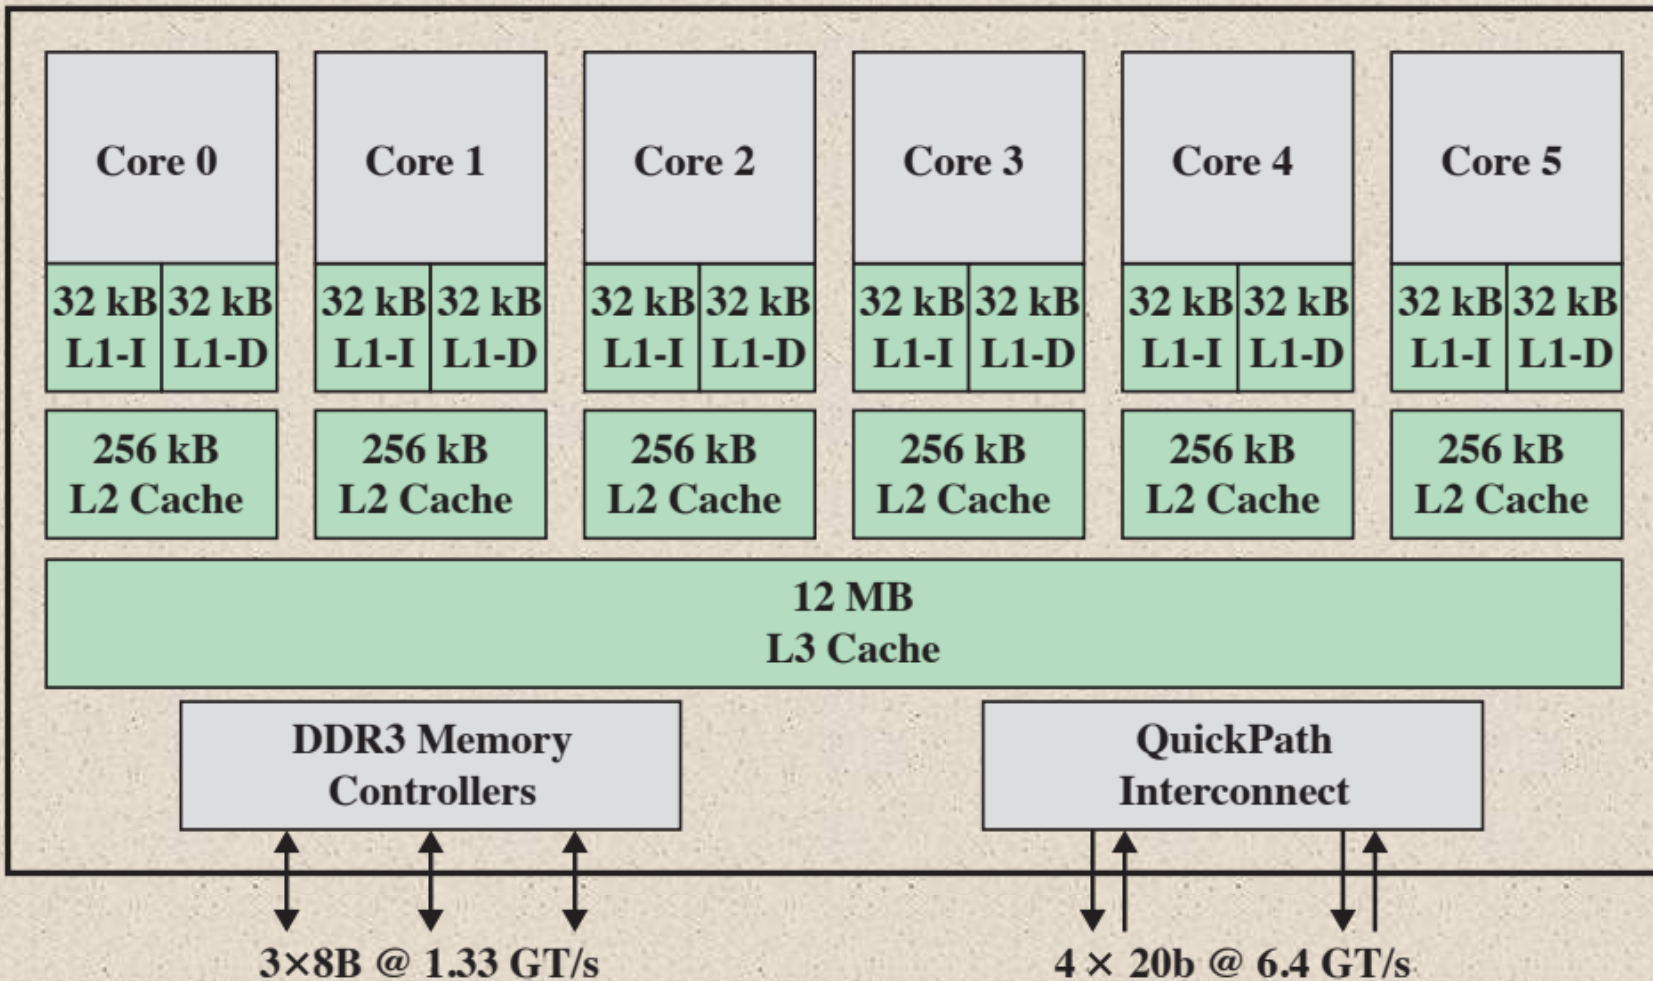 Core 0
Core 1
Core 2
Core 3
Core 4
Core 5
32 kB L1-I
32 kB L1-D
32 kB L1-I
32 kB L1-D
32 kB L1-I
32 kB L1-D
32 kB L1-I
32 kB L1-D
32 kB L1-I
32 kB L1-D
32 kB L1-I
32 kB L1-D
256 kB
L2 Cache
256 kB
L2 Cache
256 kB
L2 Cache
256 kB
L2 Cache
256 kB
L2 Cache
256 kB
L2 Cache
12 MB
L3 Cache
DDR3 Memory
Controllers
QuickPath
Interconnect
3×8B @ 1.33 GT/s
4 × 20b @ 6.4 GT/s